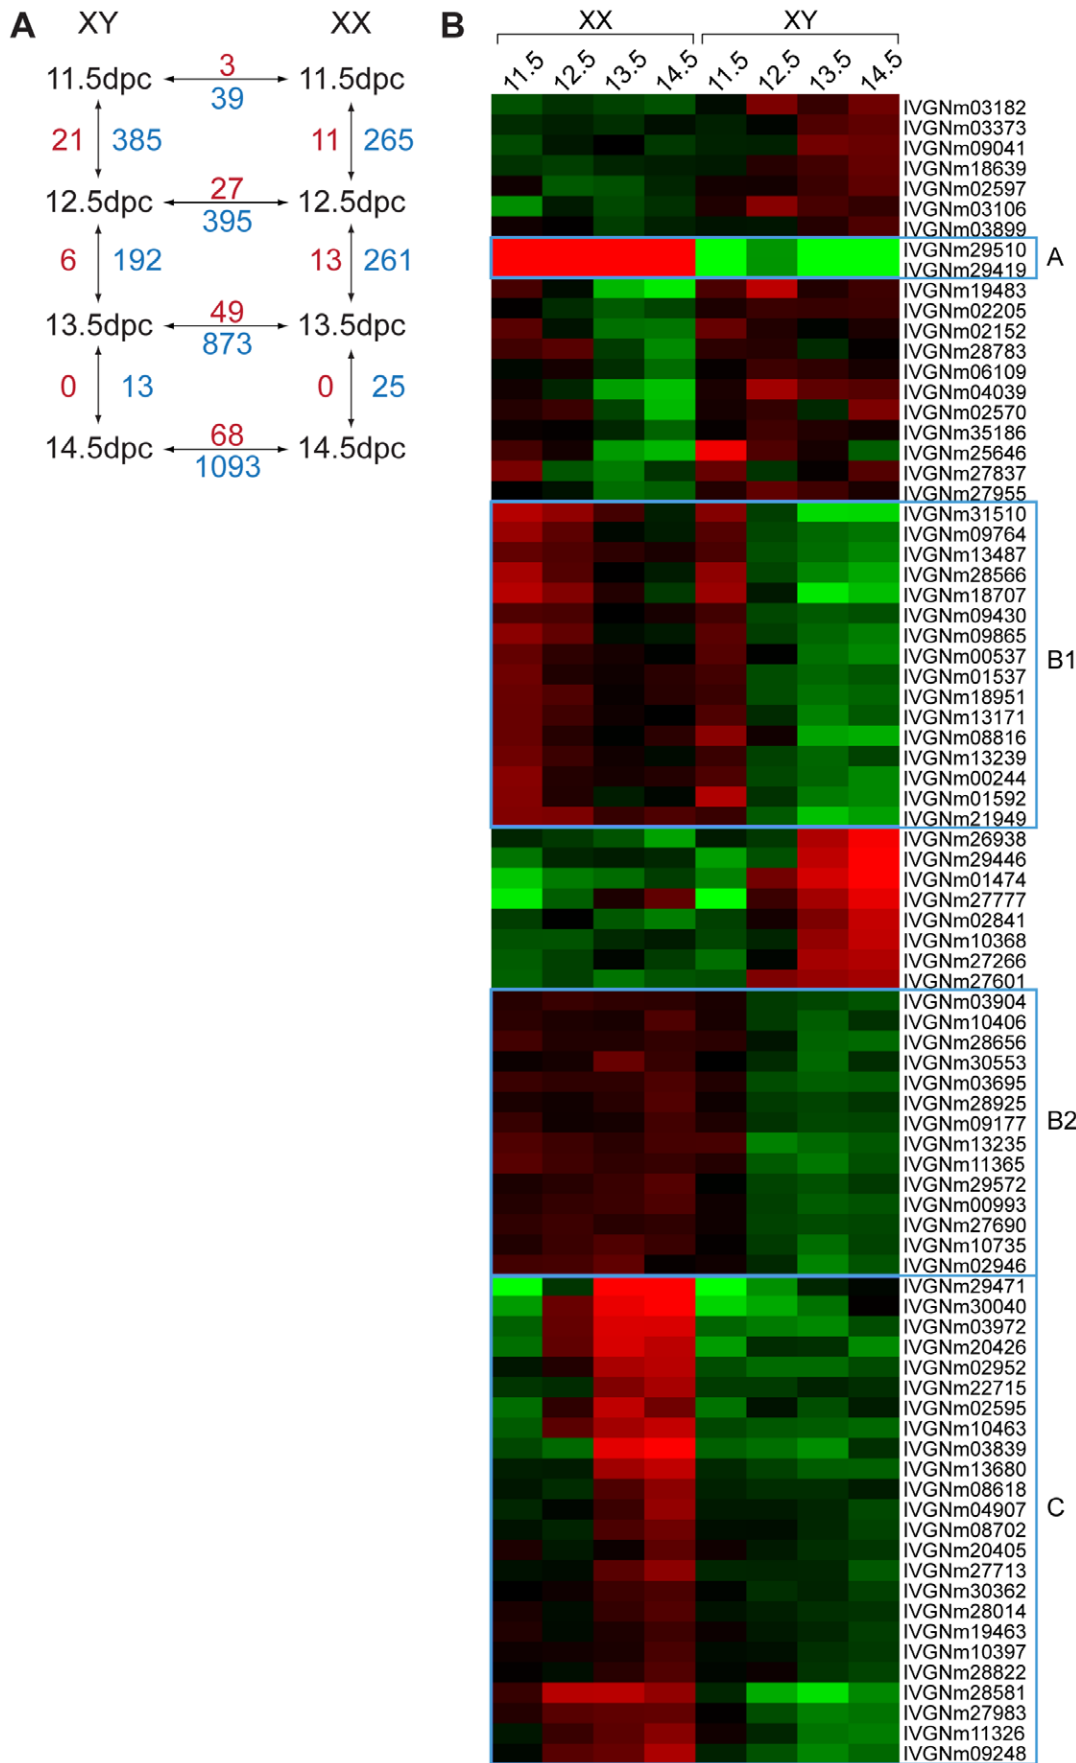 A XY XX
11.5dpc 3 11.5dpc
39
21 385 11 265
12.5dpc 27 12.5dpc
395
6 192 13 261
13.5dpc 49 13.5dpc
873
0 13 0 25
14.5dpc 68 14.5dpc
1093
B XX XY
11.5 12.5 13.5 14.5 11.5 12.5 13.5 14.5
IVGNm03182
IVGNm03373
IVGNm09041
IVGNm18639
IVGNm02597
IVGNm03106
IVGNm03899
IVGNm29510
A
IVGNm29419
IVGNm19483
IVGNm02205
IVGNm02152
IVGNm28783
IVGNm06109
IVGNm04039
IVGNm02570
IVGNm35186
IVGNm25646
IVGNm27837
IVGNm27955
IVGNm31510
IVGNm09764
IVGNm13487
IVGNm28566
IVGNm18707
IVGNm09430
IVGNm09865
IVGNm00537
B1
IVGNm01537
IVGNm18951
IVGNm13171
IVGNm08816
IVGNm13239
IVGNm00244
IVGNm01592
IVGNm21949
IVGNm26938
IVGNm29446
IVGNm01474
IVGNm27777
IVGNm02841
IVGNm10368
IVGNm27266
IVGNm27601
IVGNm03904
IVGNm10406
IVGNm28656
IVGNm30553
IVGNm03695
IVGNm28925
IVGNm09177
B2
IVGNm13235
IVGNm11365
IVGNm29572
IVGNm00993
IVGNm27690
IVGNm10735
IVGNm02946
IVGNm29471
IVGNm30040
IVGNm03972
IVGNm20426
IVGNm02952
IVGNm22715
IVGNm02595
IVGNm10463
IVGNm03839
IVGNm13680
IVGNm08618
IVGNm04907
C
IVGNm08702
IVGNm20405
IVGNm27713
IVGNm30362
IVGNm28014
IVGNm19463
IVGNm10397
IVGNm28822
IVGNm28581
IVGNm27983
IVGNm11326
IVGNm09248